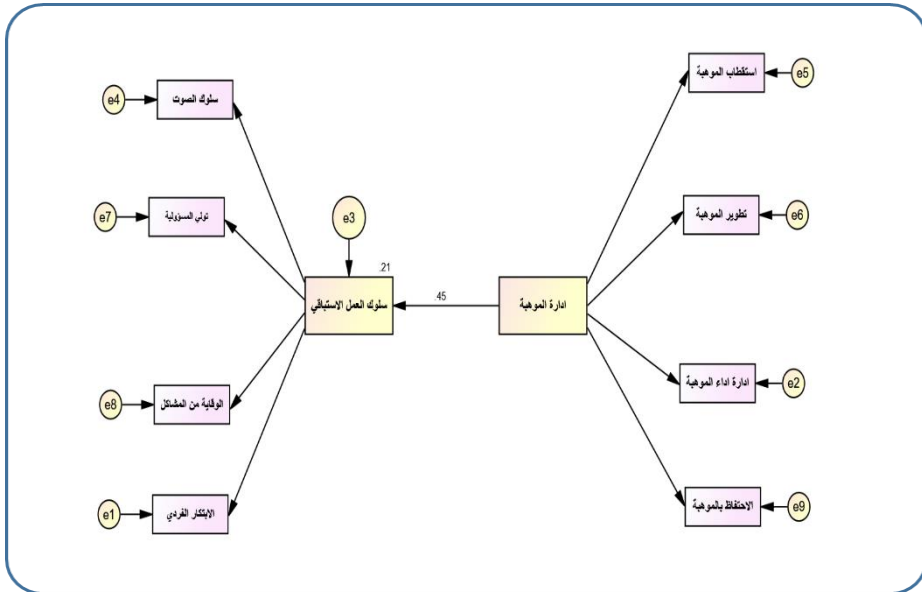 استقطاب الموهبة
e5
سلوك الصوت
e4
تطوير الموهبة
e6
تولي المسؤولية
e7
e3
.21
سلوك العمل الاستباقي
.45
ادارة الموهبة
ادارة اداء الموهبة
e2
الوقاية من المشاكل
e8
الاحتفاظ بالموهبة
e9
الابتكار الفردي
e1